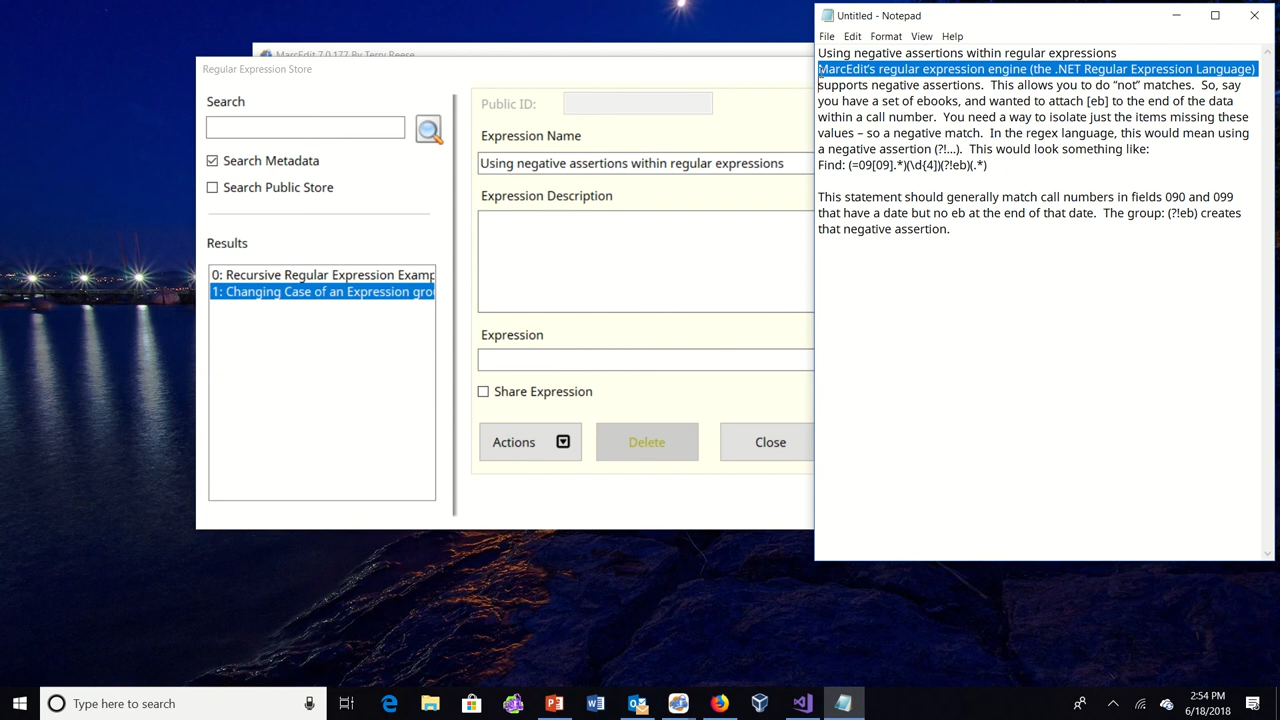 MarcEdit 7.0.177 By Terry Reese
Regular Expression Store
Search
Search Metadata
Search Public Store
Results
0: Recursive Regular Expression Examp
1: Changing Case of an Expression grou
Public ID:
Expression Name
Using negative assertions within regular expressions
Expression Description
Expression
Share Expression
Actions
Delete
Close
Untitled - Notepad
File Edit Format View Help
Using negative assertions within regular expressions
MarcEdit’s regular expression engine (the .NET Regular Expression Language)
supports negative assertions.  This allows you to do “not” matches.  So, say
you have a set of ebooks, and wanted to attach [eb] to the end of the data
within a call number.  You need a way to isolate just the items missing these
values – so a negative match.  In the regex language, this would mean using
a negative assertion (?!...).  This would look something like:
Find: (=09[09].*)(\d{4])(?!eb)(.*)
This statement should generally match call numbers in fields 090 and 099
that have a date but no eb at the end of that date.  The group: (?!eb) creates
that negative assertion.
Type here to search
2:54 PM
6/18/2018